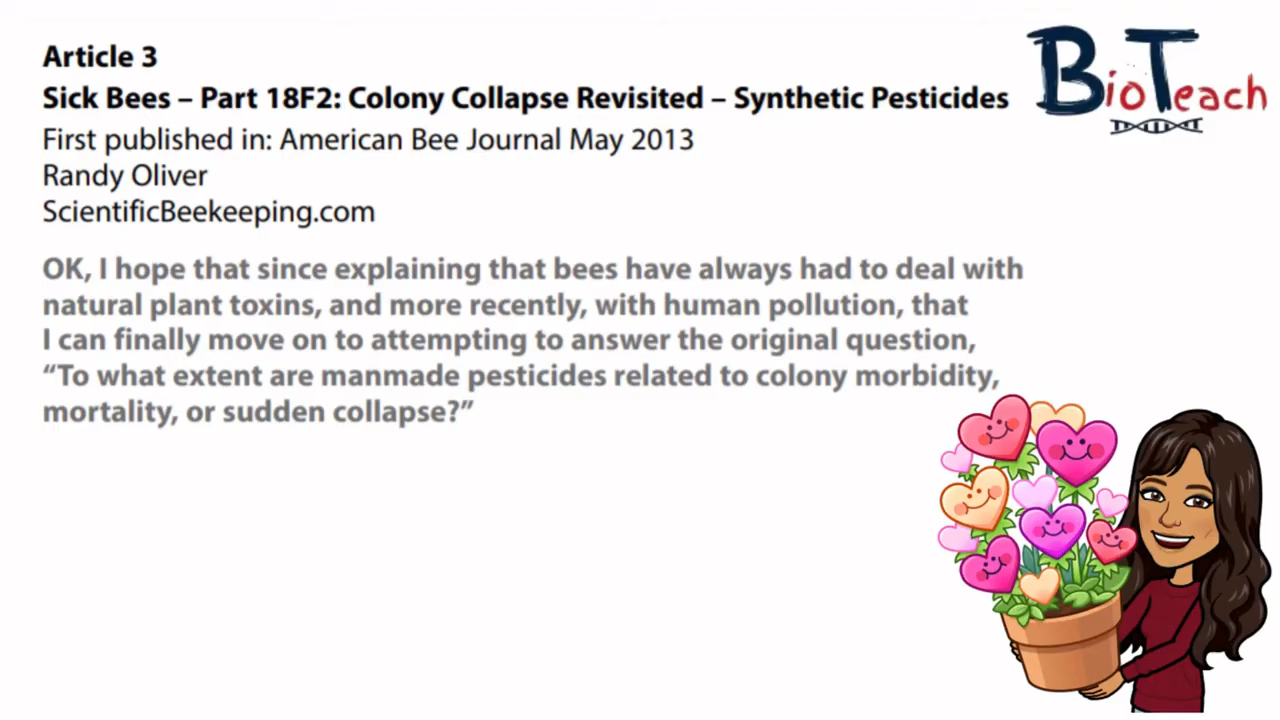 Article 3
Sick Bees – Part 18F2: Colony Collapse Revisited – Synthetic Pesticides
First published in: American Bee Journal May 2013
Randy Oliver
ScientificBeekeeping.com
OK, I hope that since explaining that bees have always had to deal with
natural plant toxins, and more recently, with human pollution, that
I can finally move on to attempting to answer the original question,
“To what extent are manmade pesticides related to colony morbidity,
mortality, or sudden collapse?”
BioTeach